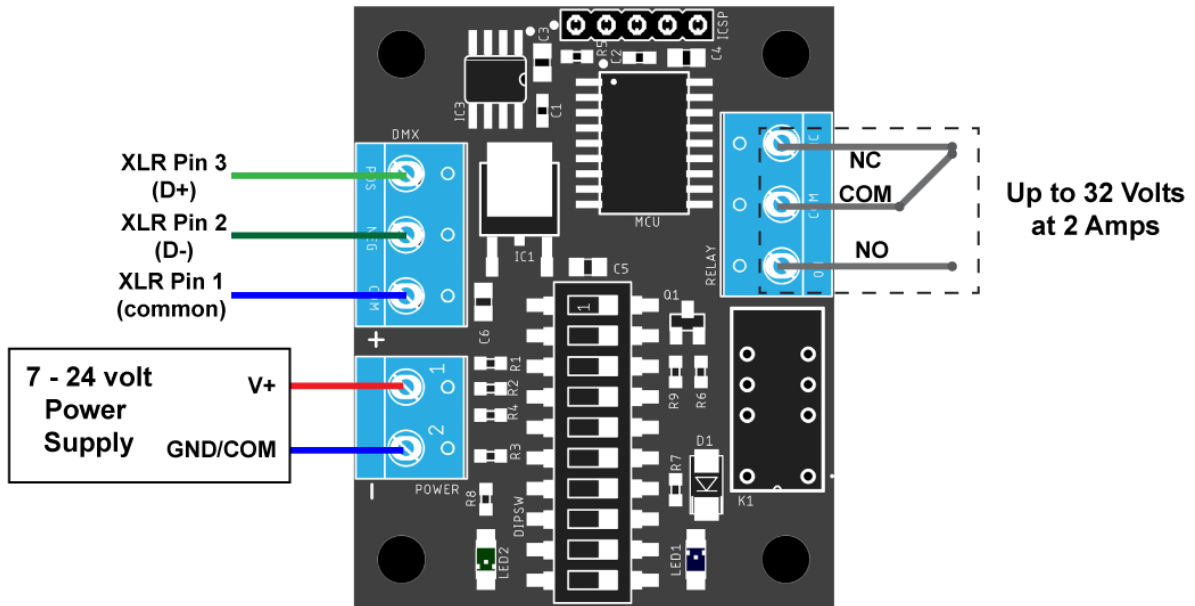 XLR Pin 3
(D+)
XLR Pin 2
(D-)
XLR Pin 1
(common)
7 - 24 volt
Power
Supply
V+
GND/COM
DMX
POS
NEG
COM
+
1
2
-
POWER
IC3
C3
C1
R5
C2
C4
ICSP
MCU
IC1
C5
C6
R1
R2
R4
R3
R8
LED2
DIPSW
1
Q1
R9
R6
R7
D1
LED1
K1
RELAY
COM
NO
NC
COM
NO
Up to 32 Volts
at 2 Amps